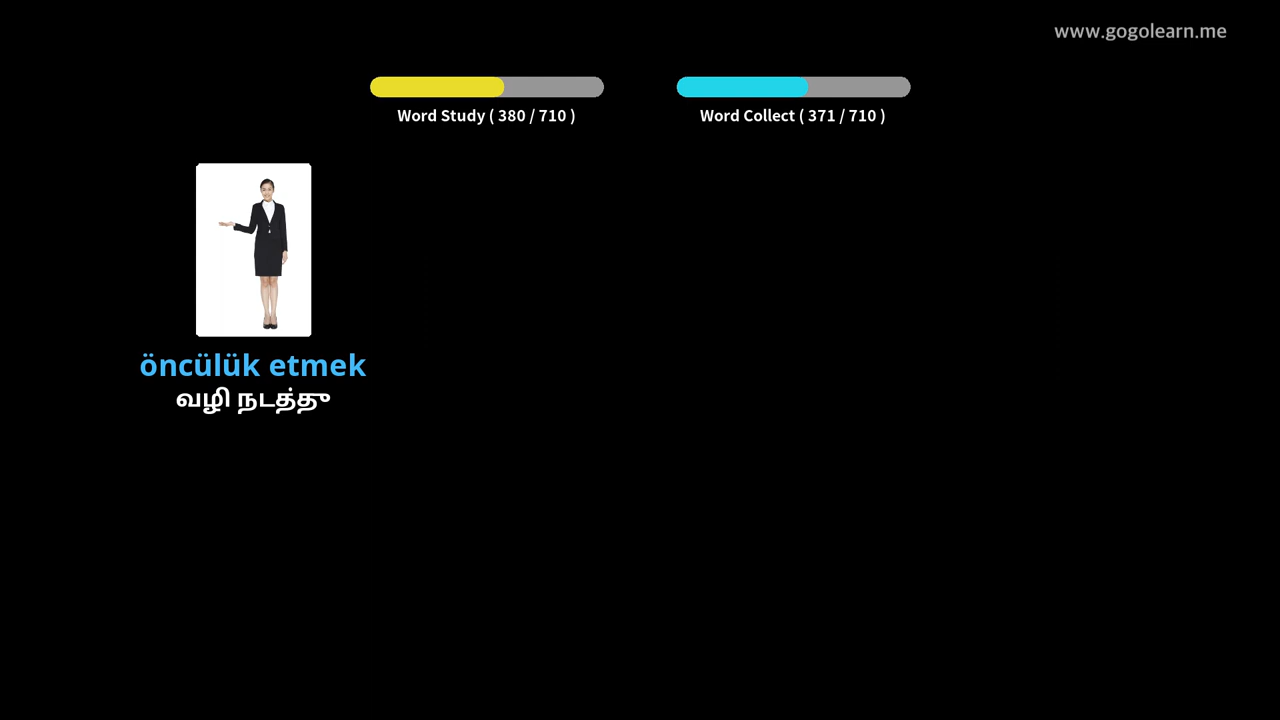 www.gogolearn.me
Word Study ( 380 / 710 )
Word Collect ( 371 / 710 )
öncülük etmek
வழி நடத்து